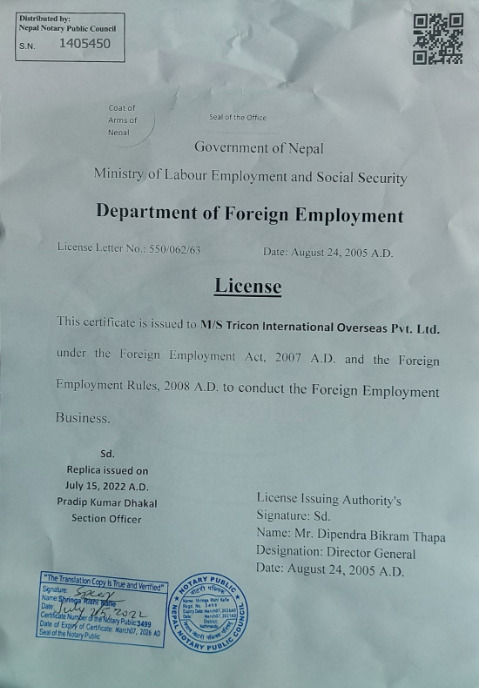 Distributed by:
Nepal Notary Public Council
S.N. 1405450
Coat of
Arms of
Nepal
Seal of the Office
Government of Nepal
Ministry of Labour Employment and Social Security
Department of Foreign Employment
License Letter No.: 550/062/63 Date: August 24, 2005 A.D.
License
This certificate is issued to M/S Tricon International Overseas Pvt. Ltd.
under the Foreign Employment Act, 2007 A.D. and the Foreign
Employment Rules, 2008 A.D. to conduct the Foreign Employment
Business.
Sd.
Replica issued on
July 15, 2022 A.D.
Pradip Kumar Dhakal
Section Officer
License Issuing Authority's
Signature: Sd.
Name: Mr. Dipendra Bikram Thapa
Designation: Director General
Date: August 24, 2005 A.D.
"The Translation Copy Is True and Verified"
Signature:
Name: Shringa Rishi Kafle
Date: July 2022
Certificate Number of the Notary Public: 3499
Date of Expiry of Certificate: March 07, 2026 AD
Seal of the Notary Public
NOTARY PUBLIC
NEPAL NOTARY PUBLIC COUNCIL